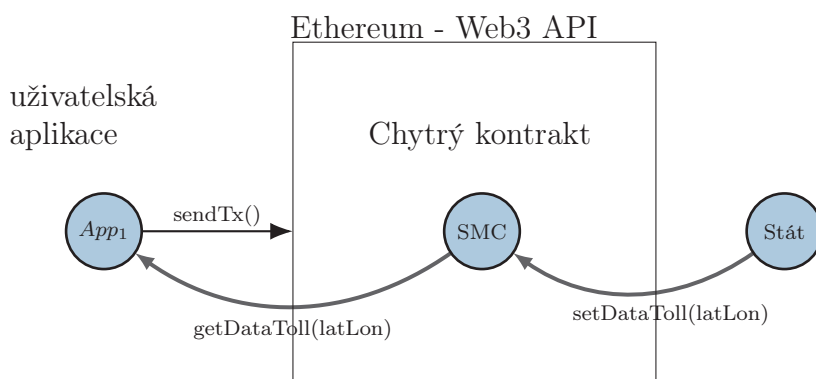 Ethereum - Web3 API
uživatelská
aplikace
Chytrý kontrakt
App₁
sendTx()
SMC
Stát
getDataToll(latLon)
setDataToll(latLon)